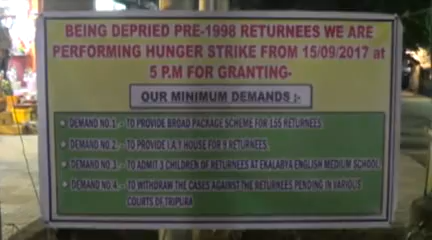 BEING DEPRIED PRE-1998 RETURNEES WE ARE
PERFORMING HUNGER STRIKE FROM 15/09/2017 at
5 P.M FOR GRANTING-
OUR MINIMUM DEMANDS :-
DEMAND NO.1 - TO PROVIDE BROAD PACKAGE SCHEME FOR 155 RETURNEES
DEMAND NO.2 - TO PROVIDE I.A.Y HOUSE FOR 9 RETURNEES.
DEMAND NO.3 - TO ADMIT 3 CHILDREN OF RETURNEES AT EKALABYA ENGLISH MEDIUM SCHOOL,
DEMAND NO.4 - TO WITHDRAW THE CASES AGAINST THE RETURNEES PENDING IN VARIOUS
COURTS OF TRIPURA